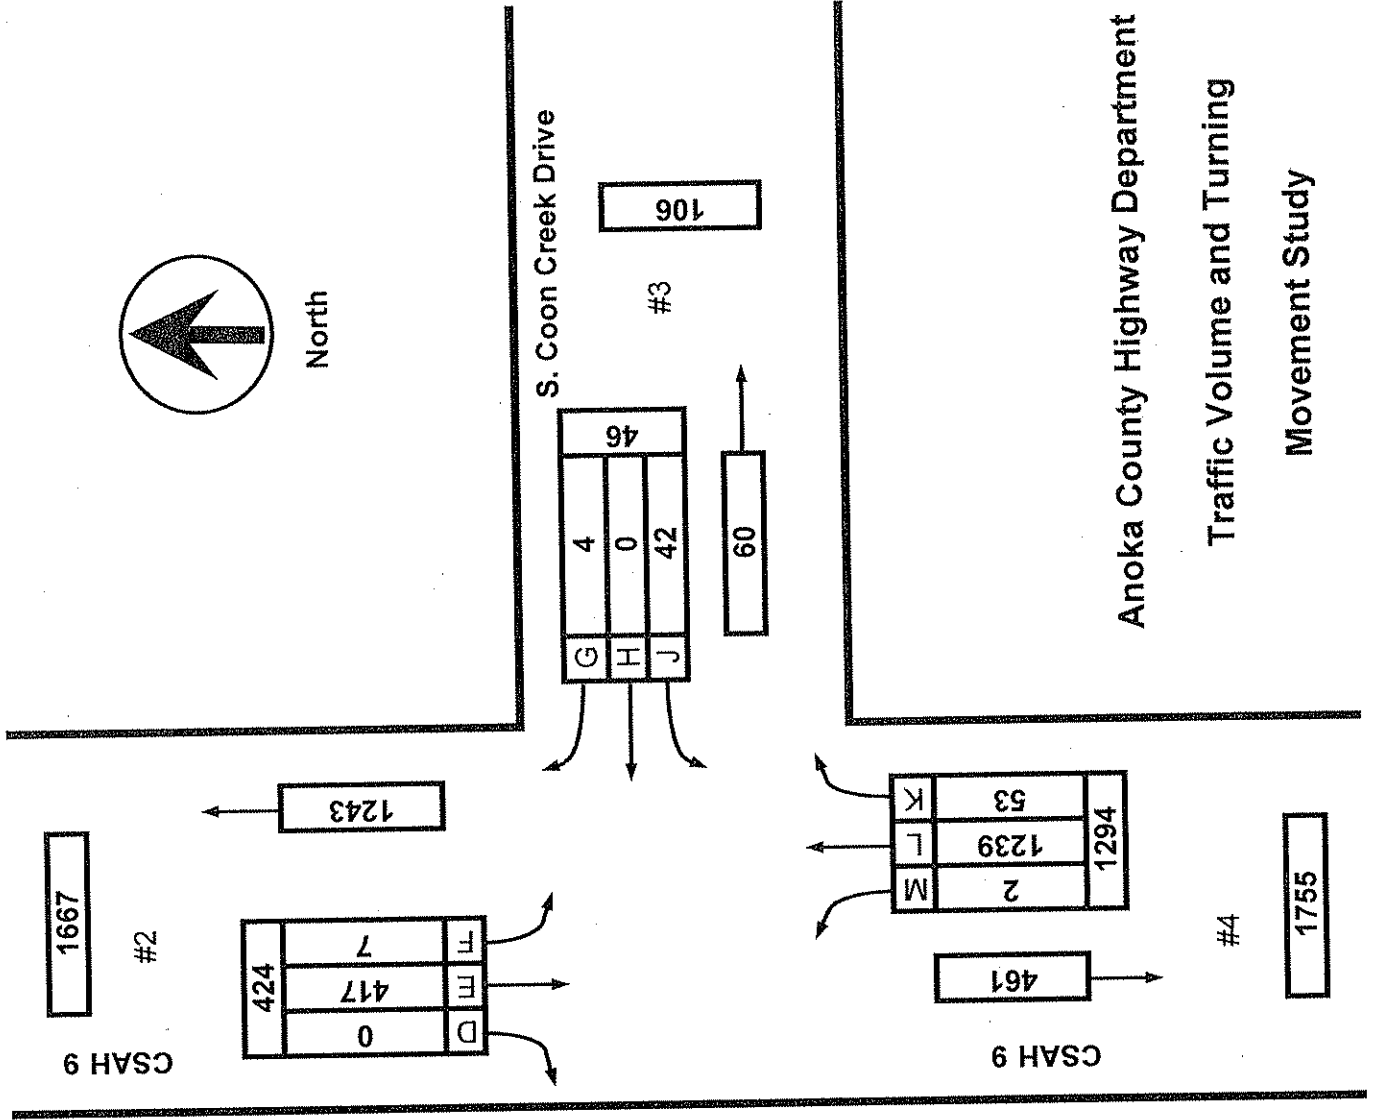 North
S. Coon Creek Drive
#3
106
46
G 4
H 0
J 42
60
1667
#2
CSAH 9
1243
424
D 0
E 417
F 7
K 53
L 1239
M 2
1294
461
#4
1755
CSAH 9
Anoka County Highway Department
Traffic Volume and Turning
Movement Study